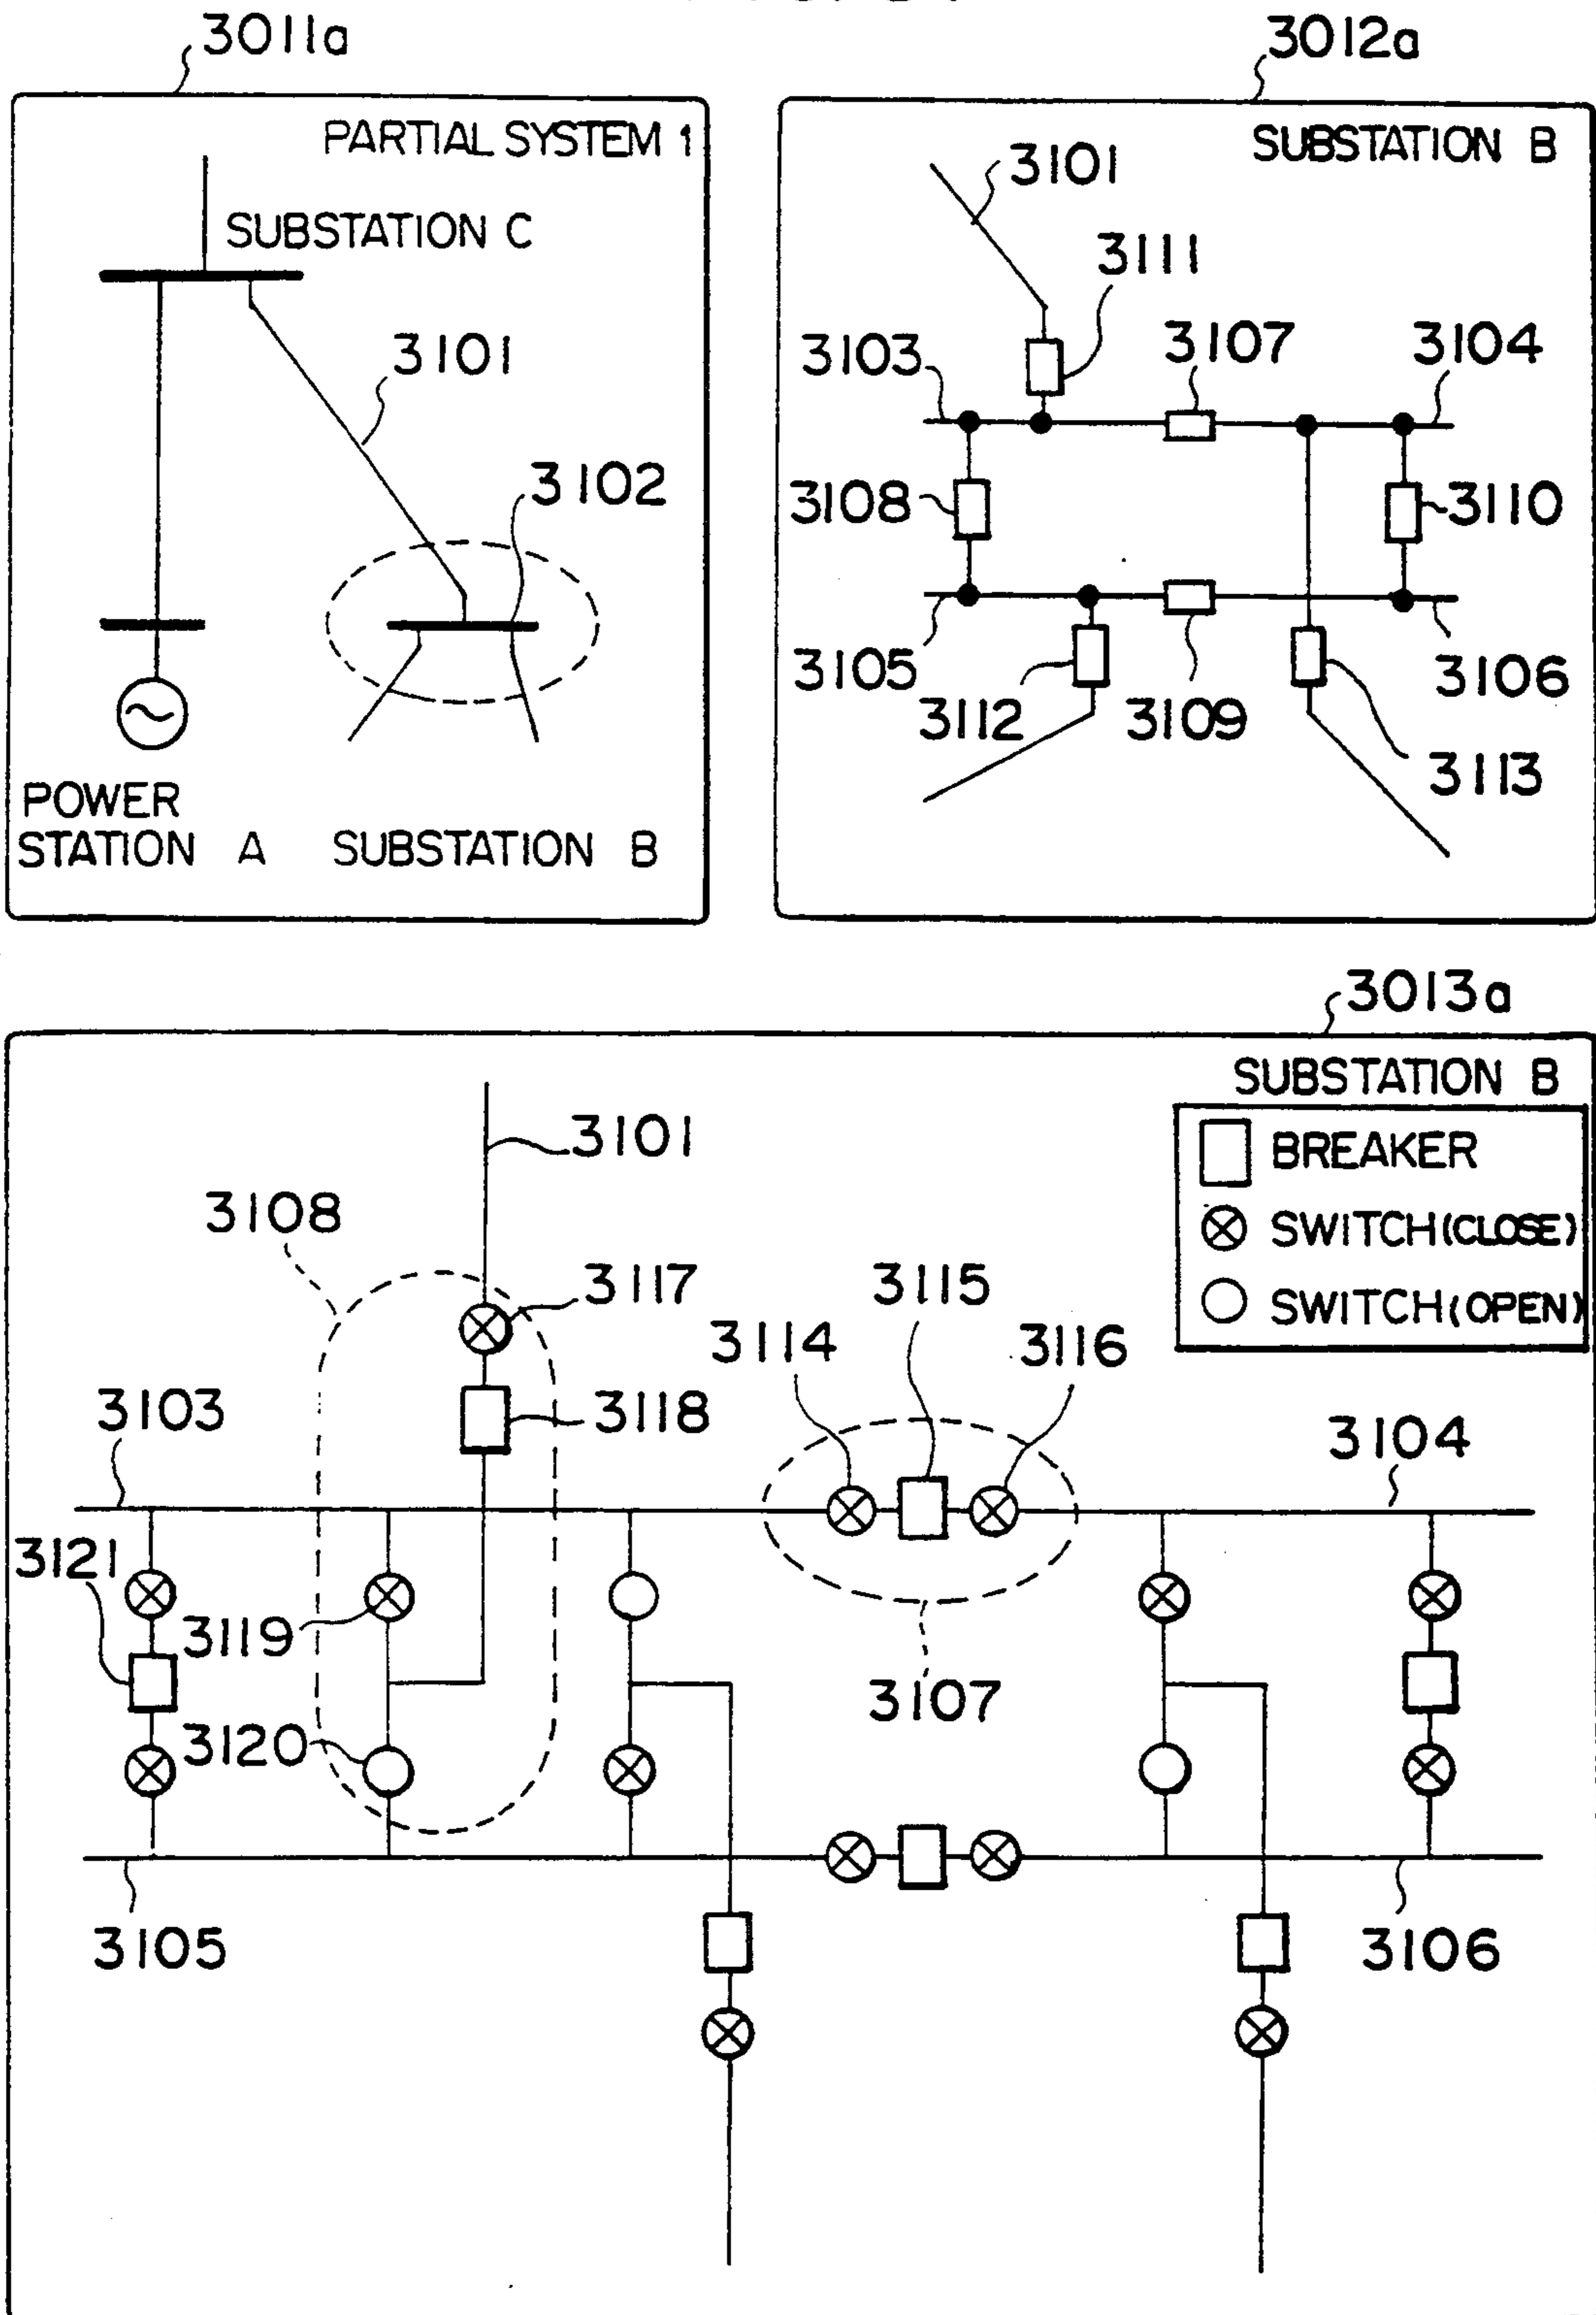 3011a
PARTIAL SYSTEM 1
SUBSTATION C
3101
3102
POWER
STATION A
SUBSTATION B
3012a
SUBSTATION B
3101
3111
3103
3107
3104
3108
3110
3105
3112
3109
3106
3113
3013a
SUBSTATION B
BREAKER
SWITCH(CLOSE)
SWITCH(OPEN)
3101
3108
3117
3115
3114
3116
3118
3103
3104
3121
3119
3107
3120
3105
3106